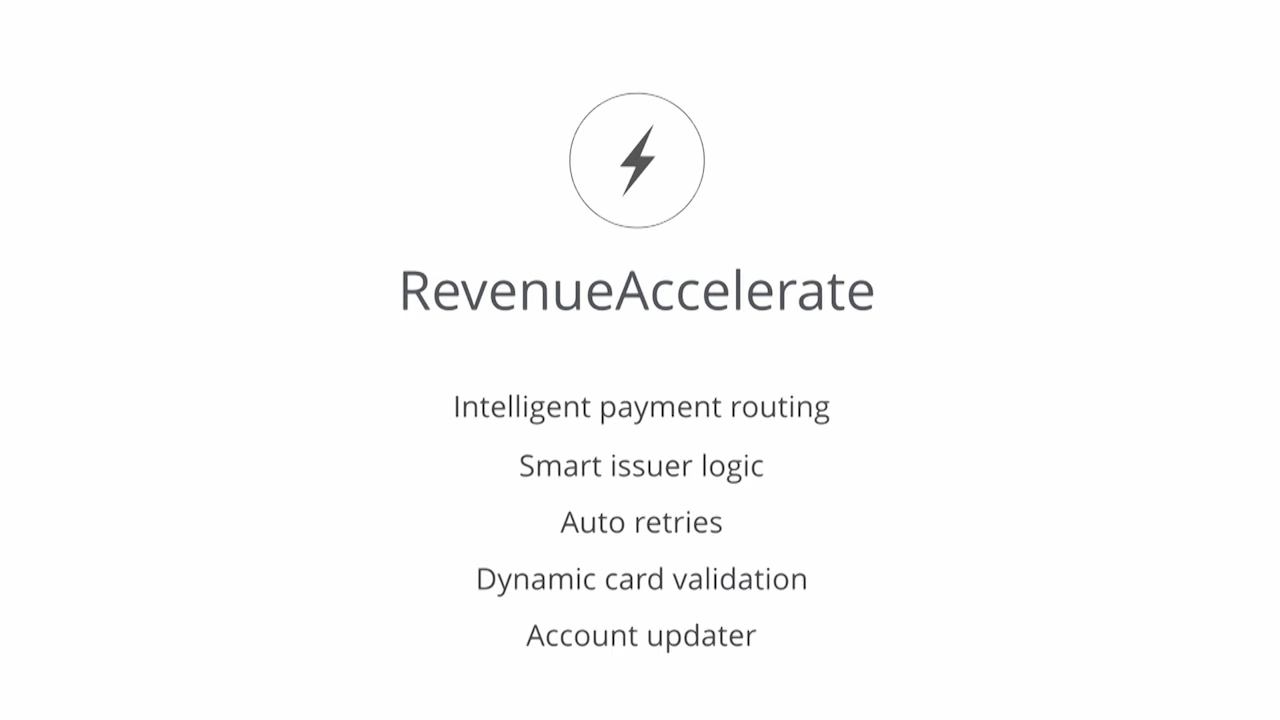 RevenueAccelerate
Intelligent payment routing
Smart issuer logic
Auto retries
Dynamic card validation
Account updater